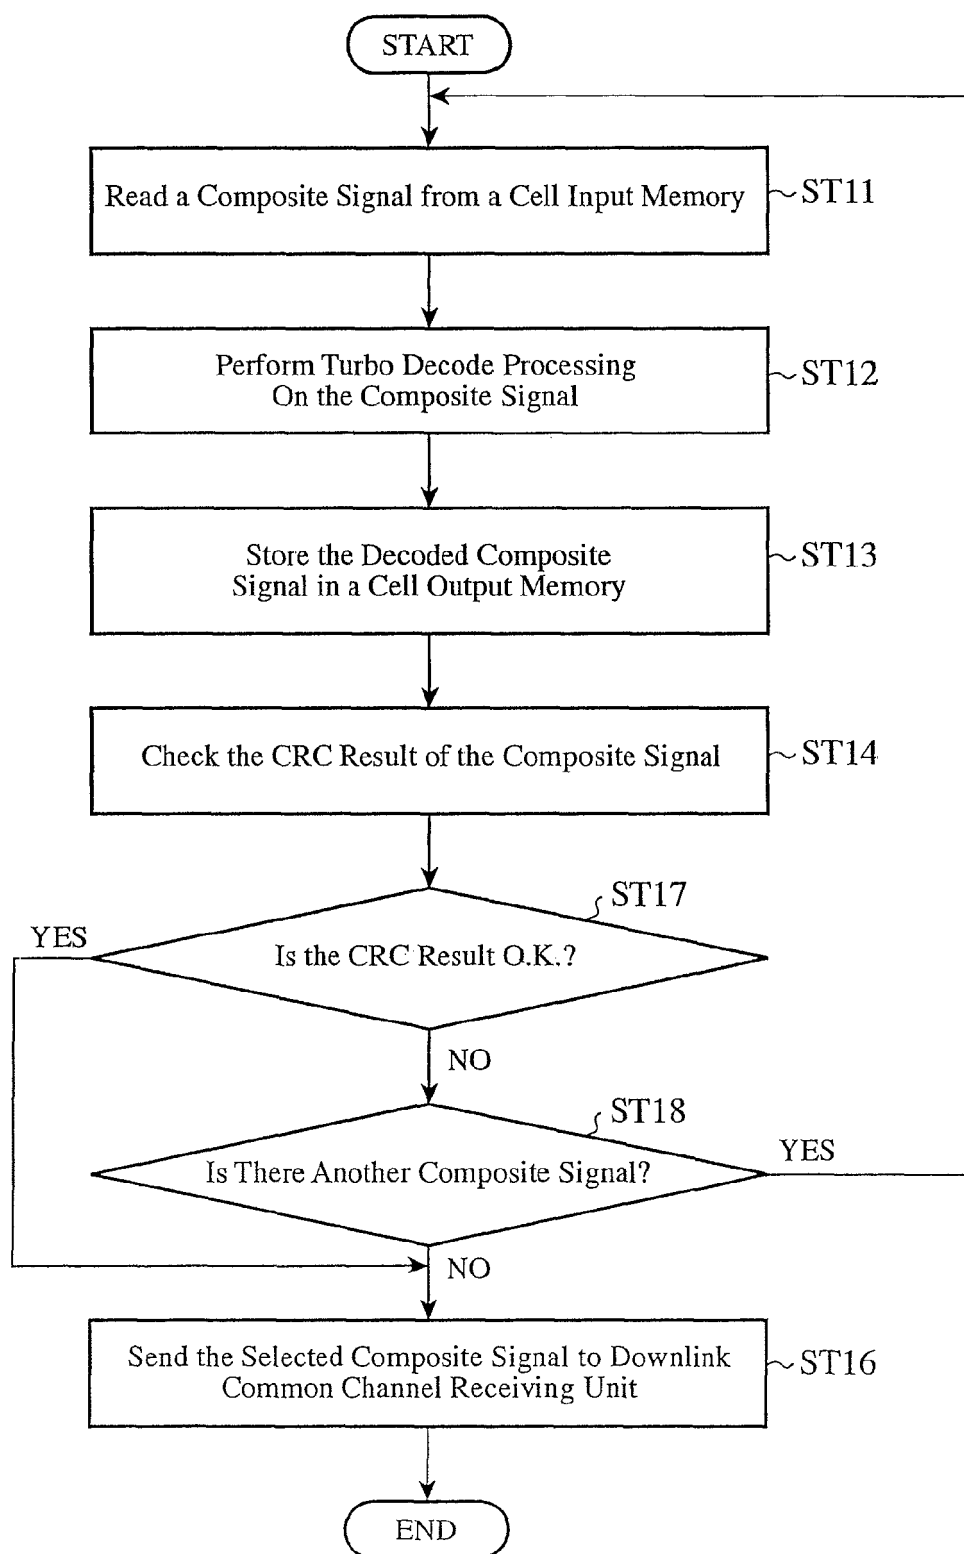 START
Read a Composite Signal from a Cell Input Memory
ST11
Perform Turbo Decode Processing
On the Composite Signal
ST12
Store the Decoded Composite
Signal in a Cell Output Memory
ST13
Check the CRC Result of the Composite Signal
ST14
ST17
YES
Is the CRC Result O.K.?
NO
ST18
Is There Another Composite Signal?
YES
NO
Send the Selected Composite Signal to Downlink
Common Channel Receiving Unit
ST16
END